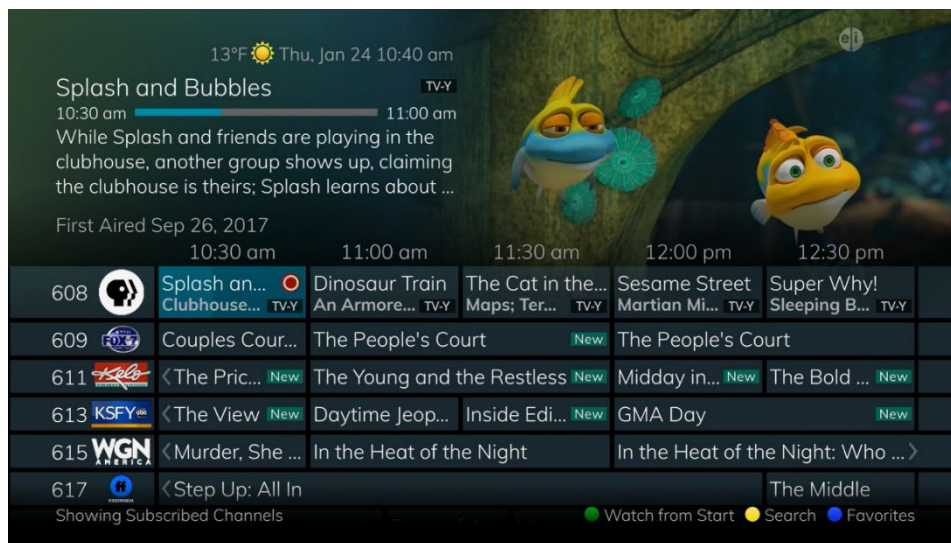 eii
13°F Thu, Jan 24 10:40 am
Splash and Bubbles TV-Y
10:30 am 11:00 am
While Splash and friends are playing in the
clubhouse, another group shows up, claiming
the clubhouse is theirs; Splash learns about ...
First Aired Sep 26, 2017
10:30 am 11:00 am 11:30 am 12:00 pm 12:30 pm
608 Splash an... Dinosaur Train The Cat in the... Sesame Street Super Why!
Clubhouse... TV-Y An Armore... TV-Y Maps; Ter... TV-Y Martian Mi... TV-Y Sleeping B... TV-Y
609 FOX 7 Couples Cour... The People's Court New The People's Court
611 Kelo The Pric... New The Young and the Restless New Midday in... New The Bold ... New
613 KSFY abc The View New Daytime Jeop... Inside Edi... New GMA Day New
615 WGN AMERICA Murder, She ... In the Heat of the Night In the Heat of the Night: Who ...
617 Step Up: All In The Middle
Showing Subscribed Channels Watch from Start Search Favorites